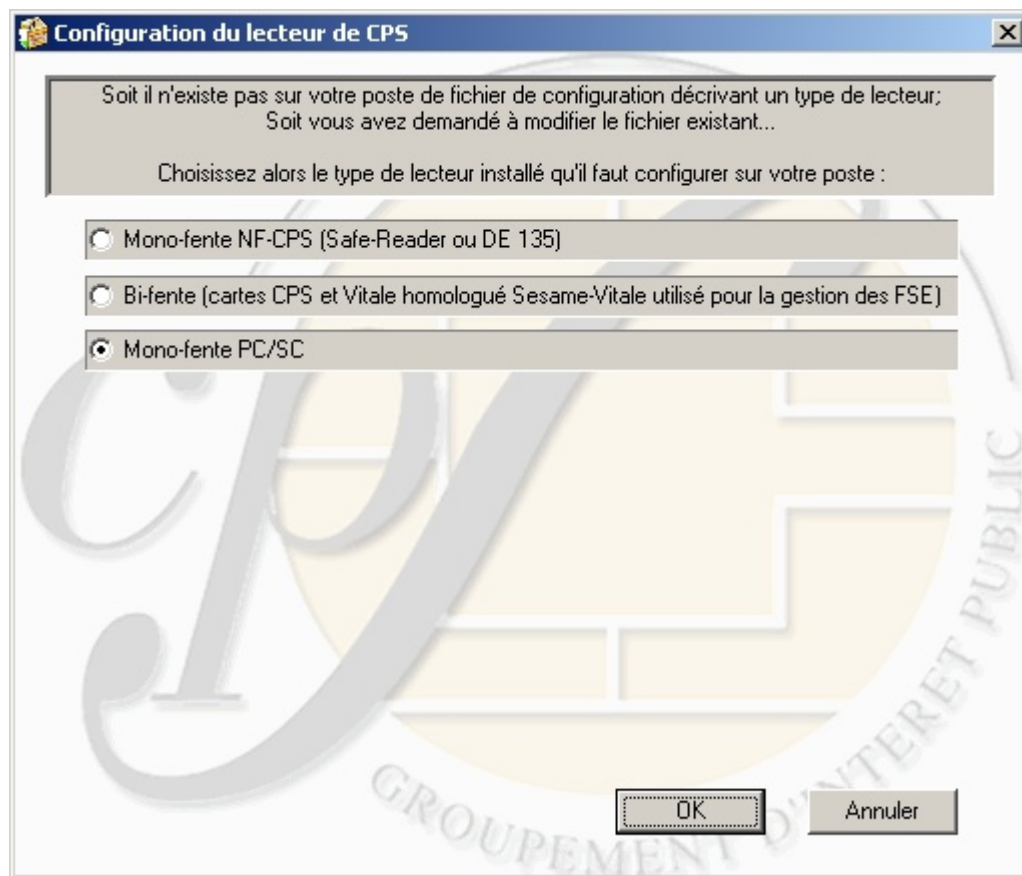 Configuration du lecteur de CPS
Soit il n'existe pas sur votre poste de fichier de configuration décrivant un type de lecteur;
Soit vous avez demandé à modifier le fichier existant...
Choisissez alors le type de lecteur installé qu'il faut configurer sur votre poste :
Mono-fente NF-CPS (Safe-Reader ou DE 135)
Bi-fente (cartes CPS et Vitale homologué Sesame-Vitale utilisé pour la gestion des FSE)
Mono-fente PC/SC
cps
GROUPEMENT D'INTERET PUBLIC
OK
Annuler